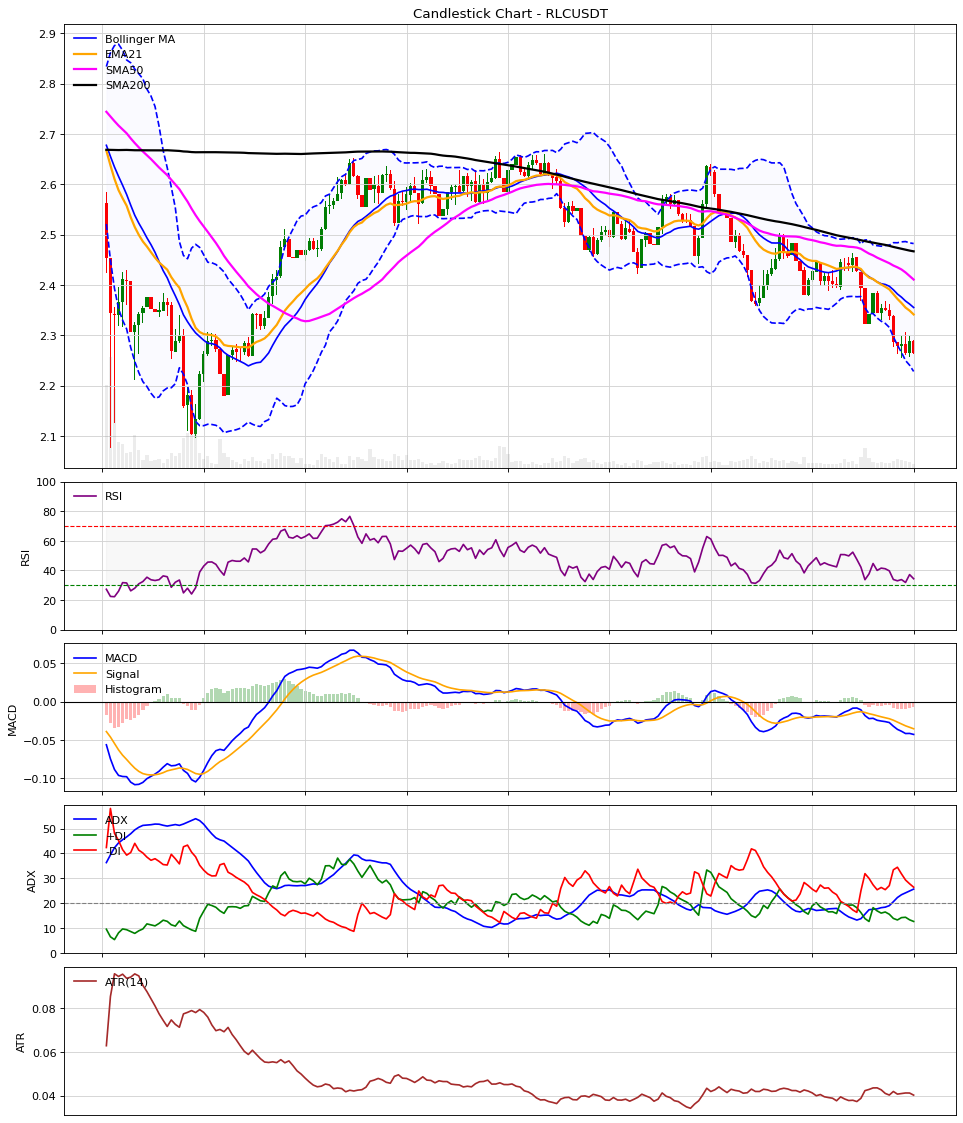 Candlestick Chart - RLCUSDT
2.9
2.8
2.7
2.6
2.5
2.4
2.3
2.2
2.1
Bollinger MA
EMA21
SMA50
SMA200
100
80
60
40
20
0
RSI
RSI
0.05
0.00
−0.05
−0.10
MACD
MACD
Signal
Histogram
50
40
30
20
10
0
ADX
ADX
+DI
-DI
0.08
0.06
0.04
ATR
ATR(14)